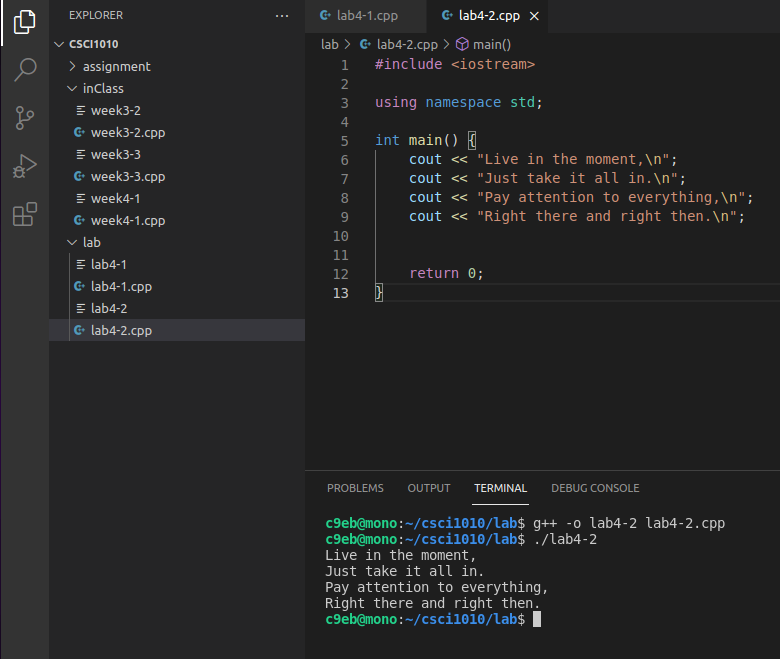 EXPLORER
···
CSCI1010
assignment
inClass
week3-2
week3-2.cpp
week3-3
week3-3.cpp
week4-1
week4-1.cpp
lab
lab4-1
lab4-1.cpp
lab4-2
lab4-2.cpp
lab4-1.cpp lab4-2.cpp ×
lab > lab4-2.cpp > main()
1 #include <iostream>
2
3 using namespace std;
4
5 int main() {
6 cout << "Live in the moment,\n";
7 cout << "Just take it all in.\n";
8 cout << "Pay attention to everything,\n";
9 cout << "Right there and right then.\n";
10
11
12 return 0;
13 }
PROBLEMS OUTPUT TERMINAL DEBUG CONSOLE
c9eb@mono:~/csci1010/lab$ g++ -o lab4-2 lab4-2.cpp
c9eb@mono:~/csci1010/lab$ ./lab4-2
Live in the moment,
Just take it all in.
Pay attention to everything,
Right there and right then.
c9eb@mono:~/csci1010/lab$